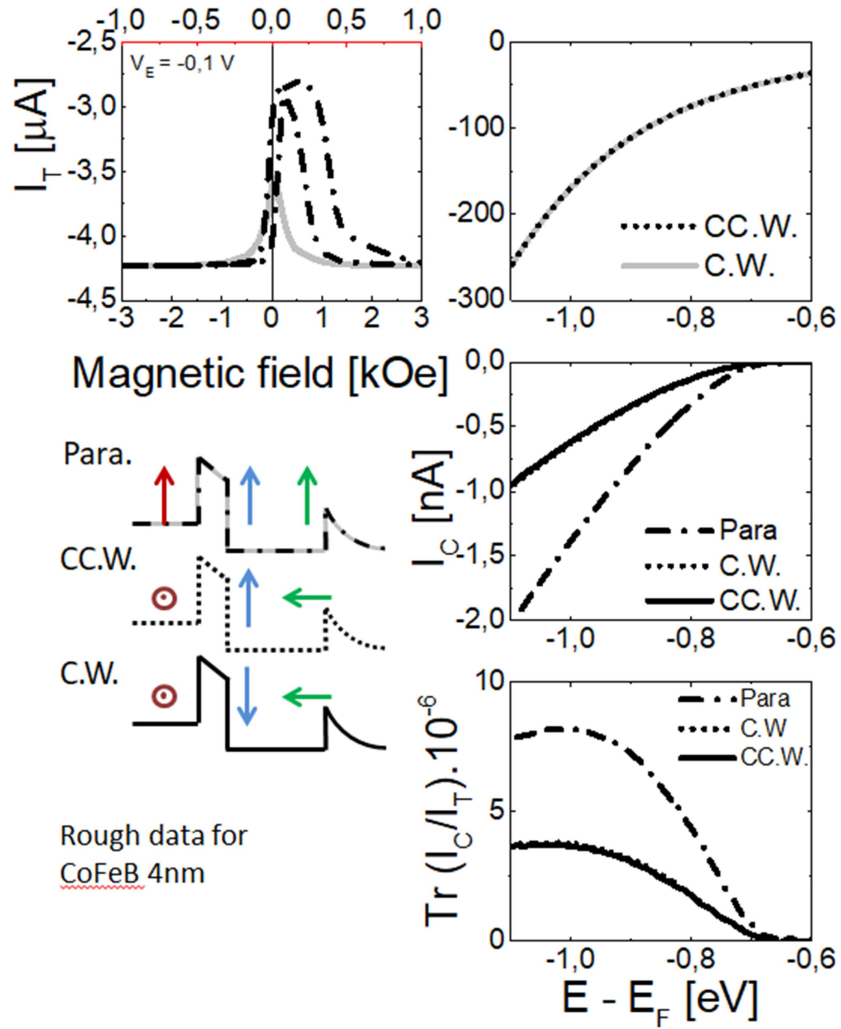 -1,0 -0,5 0,0 0,5 1,0
-2,5
-3,0
-3,5
-4,0
-4,5
I_T [µA]
V_E = -0,1 V
-3 -2 -1 0 1 2 3
Magnetic field [kOe]
0
-100
-200
-300
CC.W.
C.W.
-1,0 -0,8 -0,6
Para.
CC.W.
C.W.
Rough data for
CoFeB 4nm
0,0
-0,5
-1,0
-1,5
-2,0
I_C [nA]
Para
C.W.
CC.W.
-1,0 -0,8 -0,6
10
5
0
Tr (I_C/I_T).10^-6
Para
C.W
CC.W.
-1,0 -0,8 -0,6
E - E_F [eV]